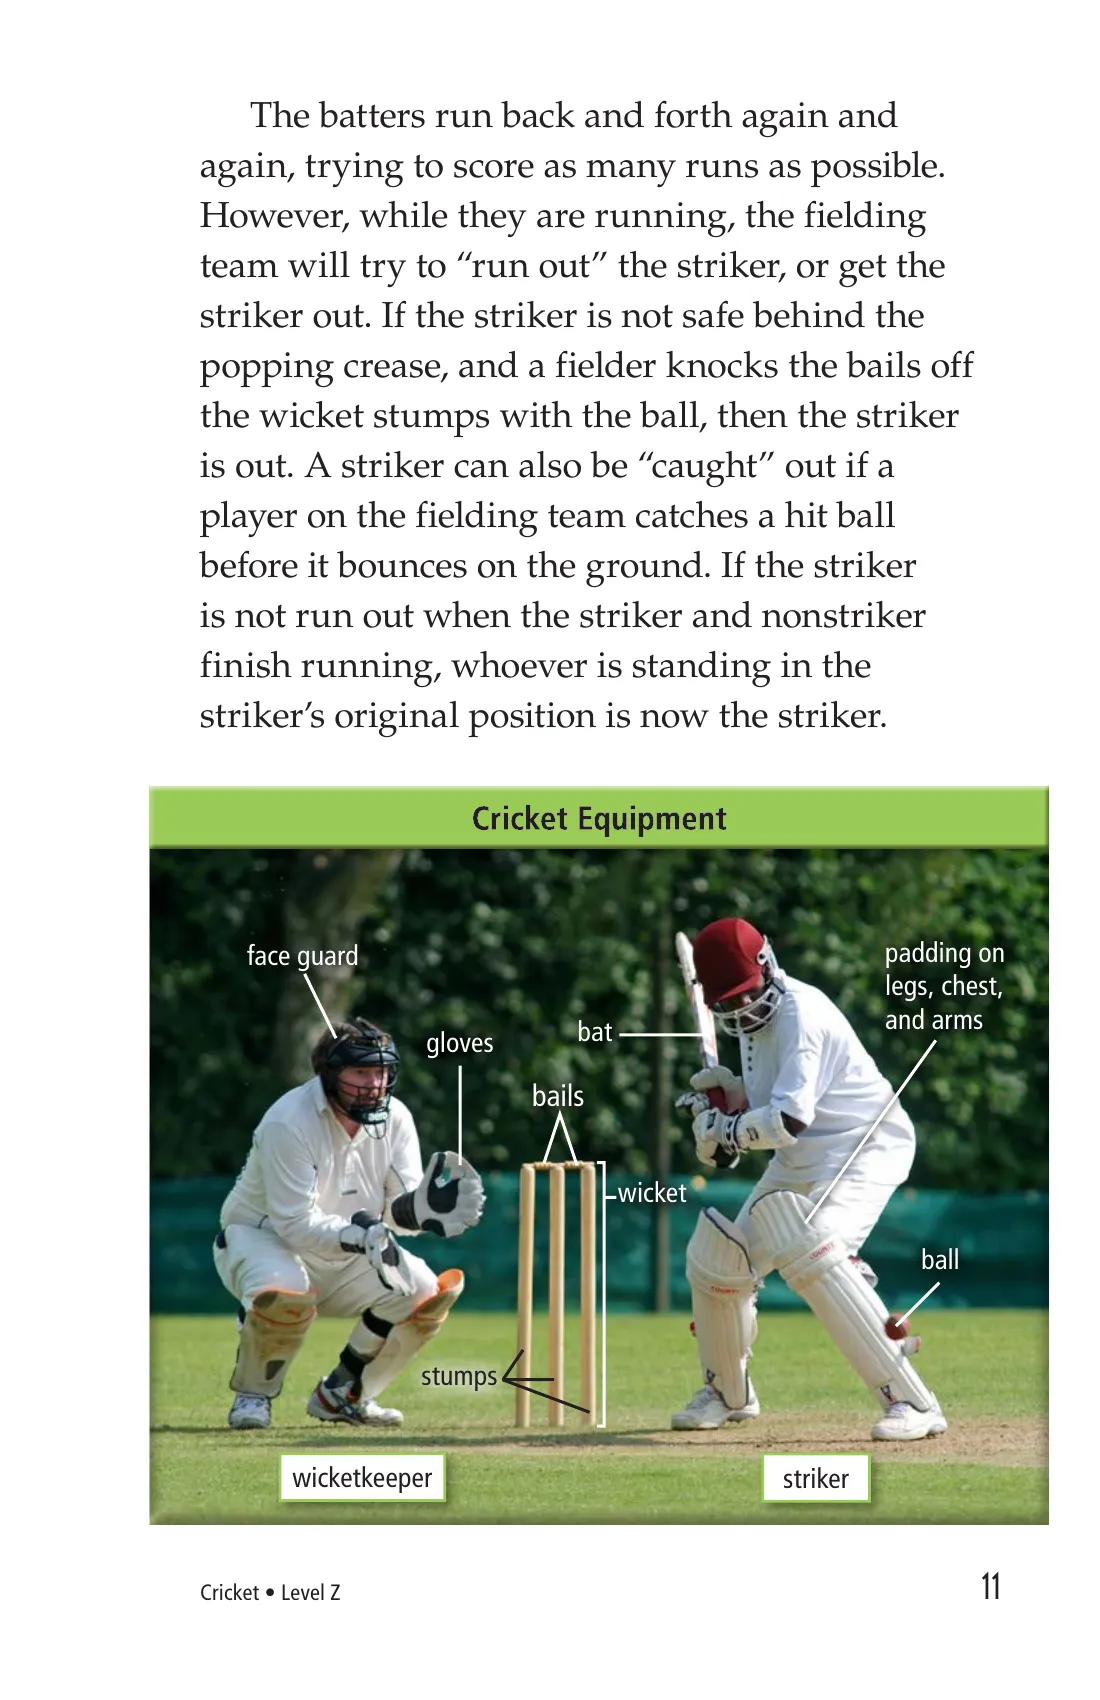 The batters run back and forth again and
again, trying to score as many runs as possible.
However, while they are running, the fielding
team will try to “run out” the striker, or get the
striker out. If the striker is not safe behind the
popping crease, and a fielder knocks the bails off
the wicket stumps with the ball, then the striker
is out. A striker can also be “caught” out if a
player on the fielding team catches a hit ball
before it bounces on the ground. If the striker
is not run out when the striker and nonstriker
finish running, whoever is standing in the
striker’s original position is now the striker.
Cricket Equipment
face guard
gloves
bat
bails
padding on
legs, chest,
and arms
wicket
ball
stumps
wicketkeeper
striker
COUNTY
COUNTY
Cricket • Level Z
11